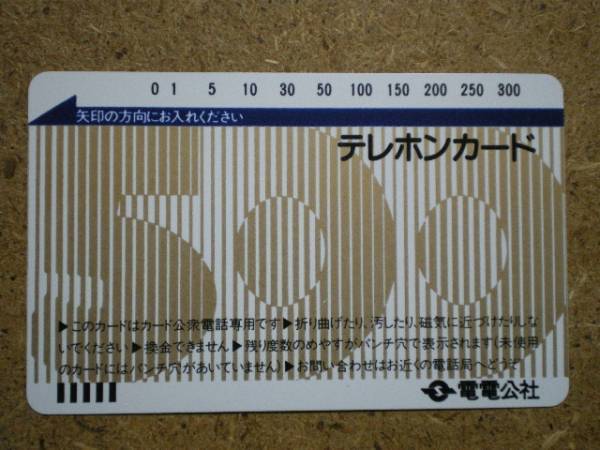 0 1 5 10 30 50 100 150 200 250 300
矢印の方向にお入れください
テレホンカード
500
▶このカードはカード公衆電話専用です▶折り曲げたり、汚したり、磁気に近づけたりしな
いでください▶換金できません▶残り度数のめやすがパンチ穴で表示されます(未使用
のカードにはパンチ穴があいていません)▶お問い合わせはお近くの電話局へどうぞ
電電公社